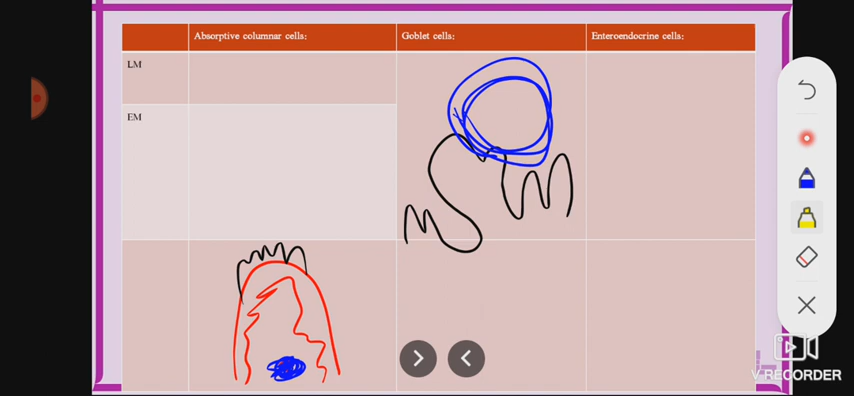 Absorptive columnar cells: Goblet cells: Enteroendocrine cells:
LM
EM
V RECORDER